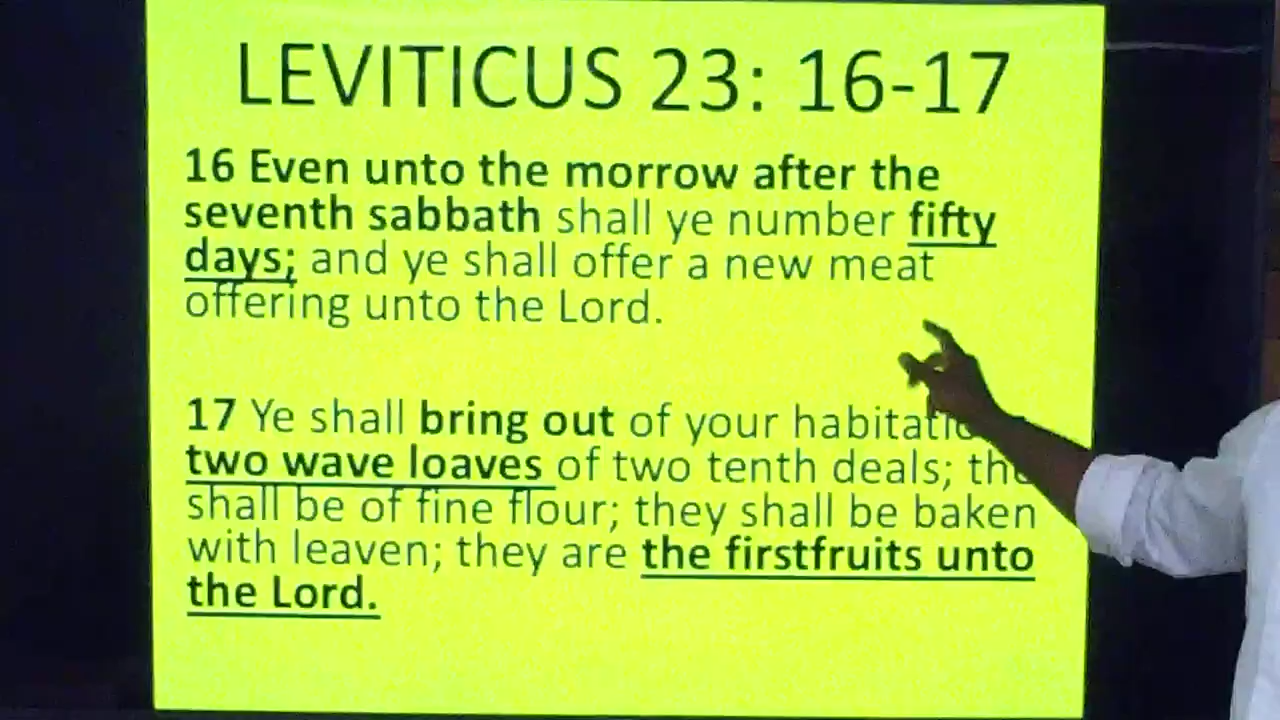 LEVITICUS 23: 16-17
16 Even unto the morrow after the
seventh sabbath shall ye number fifty
days; and ye shall offer a new meat
offering unto the Lord.
17 Ye shall bring out of your
two wave loaves of two tenth deals;
shall be of fine flour; they shall be baken
with leaven; they are the firstfruits unto
the Lord.